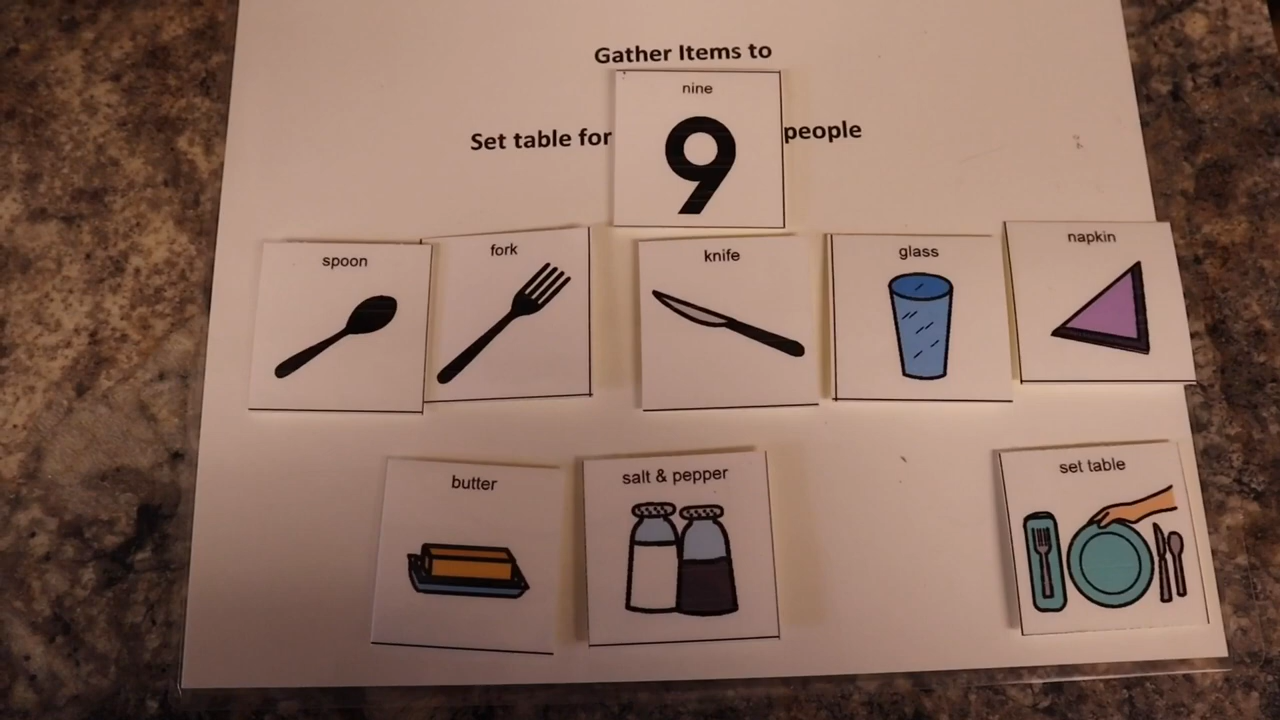 Gather Items to
nine
Set table for 9 people
spoon
fork
knife
glass
napkin
butter
salt & pepper
set table